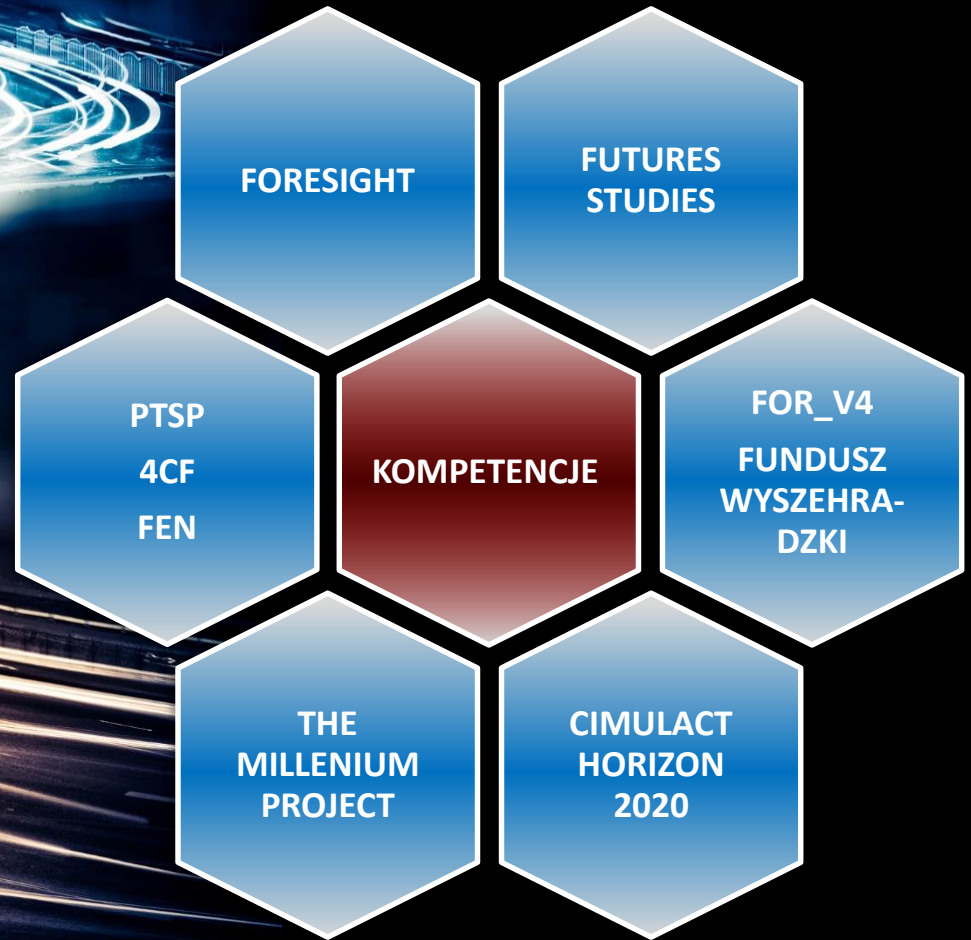 FORESIGHT
FUTURES
STUDIES
PTSP
4CF
FEN
KOMPETENCJE
FOR_V4
FUNDUSZ
WYSZEHRA-
DZKI
THE
MILLENIUM
PROJECT
CIMULACT
HORIZON
2020